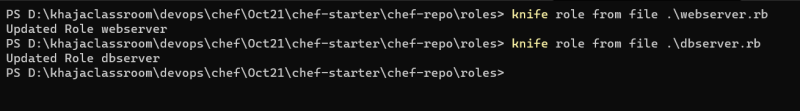 PS D:\khajaclassroom\devops\chef\Oct21\chef-starter\chef-repo\roles> knife role from file .\webserver.rb
Updated Role webserver
PS D:\khajaclassroom\devops\chef\Oct21\chef-starter\chef-repo\roles> knife role from file .\dbserver.rb
Updated Role dbserver
PS D:\khajaclassroom\devops\chef\Oct21\chef-starter\chef-repo\roles>